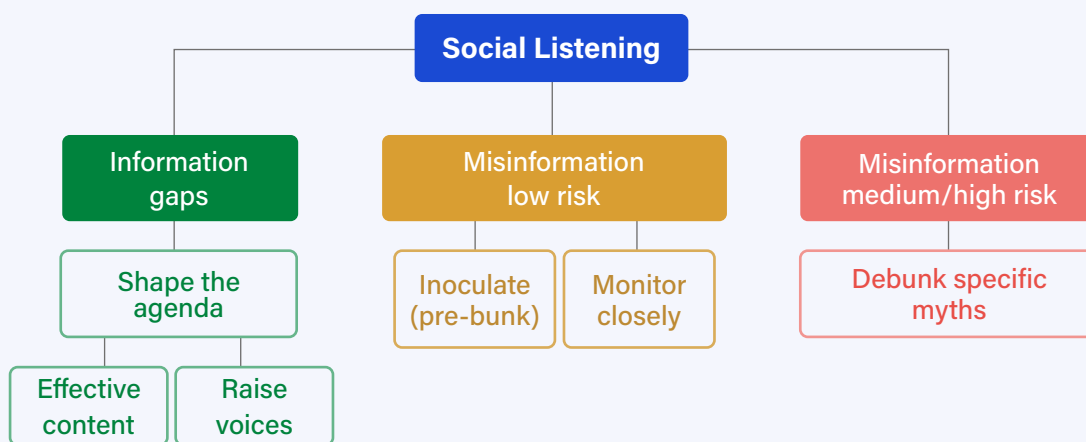 Social Listening
Information
gaps
Misinformation
low risk
Misinformation
medium/high risk
Shape the
agenda
Inoculate
(pre-bunk)
Monitor
closely
Debunk specific
myths
Effective
content
Raise
voices